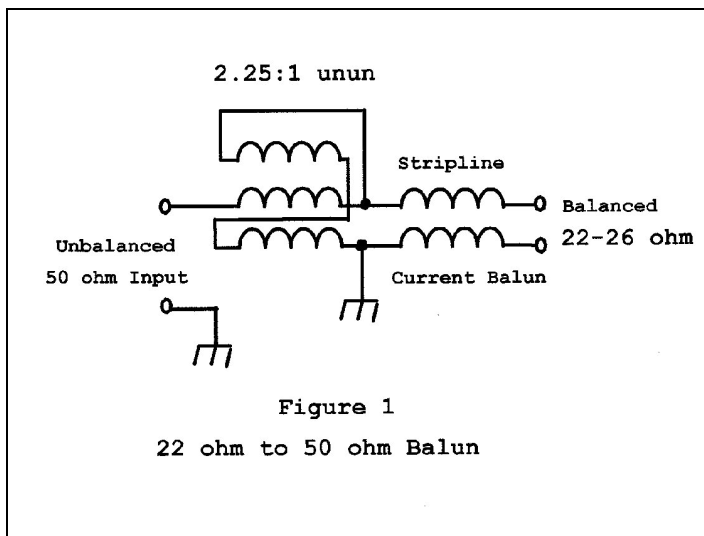 2.25:1 unun
Stripline
Balanced
22-26 ohm
Unbalanced
50 ohm Input
Current Balun
Figure 1
22 ohm to 50 ohm Balun